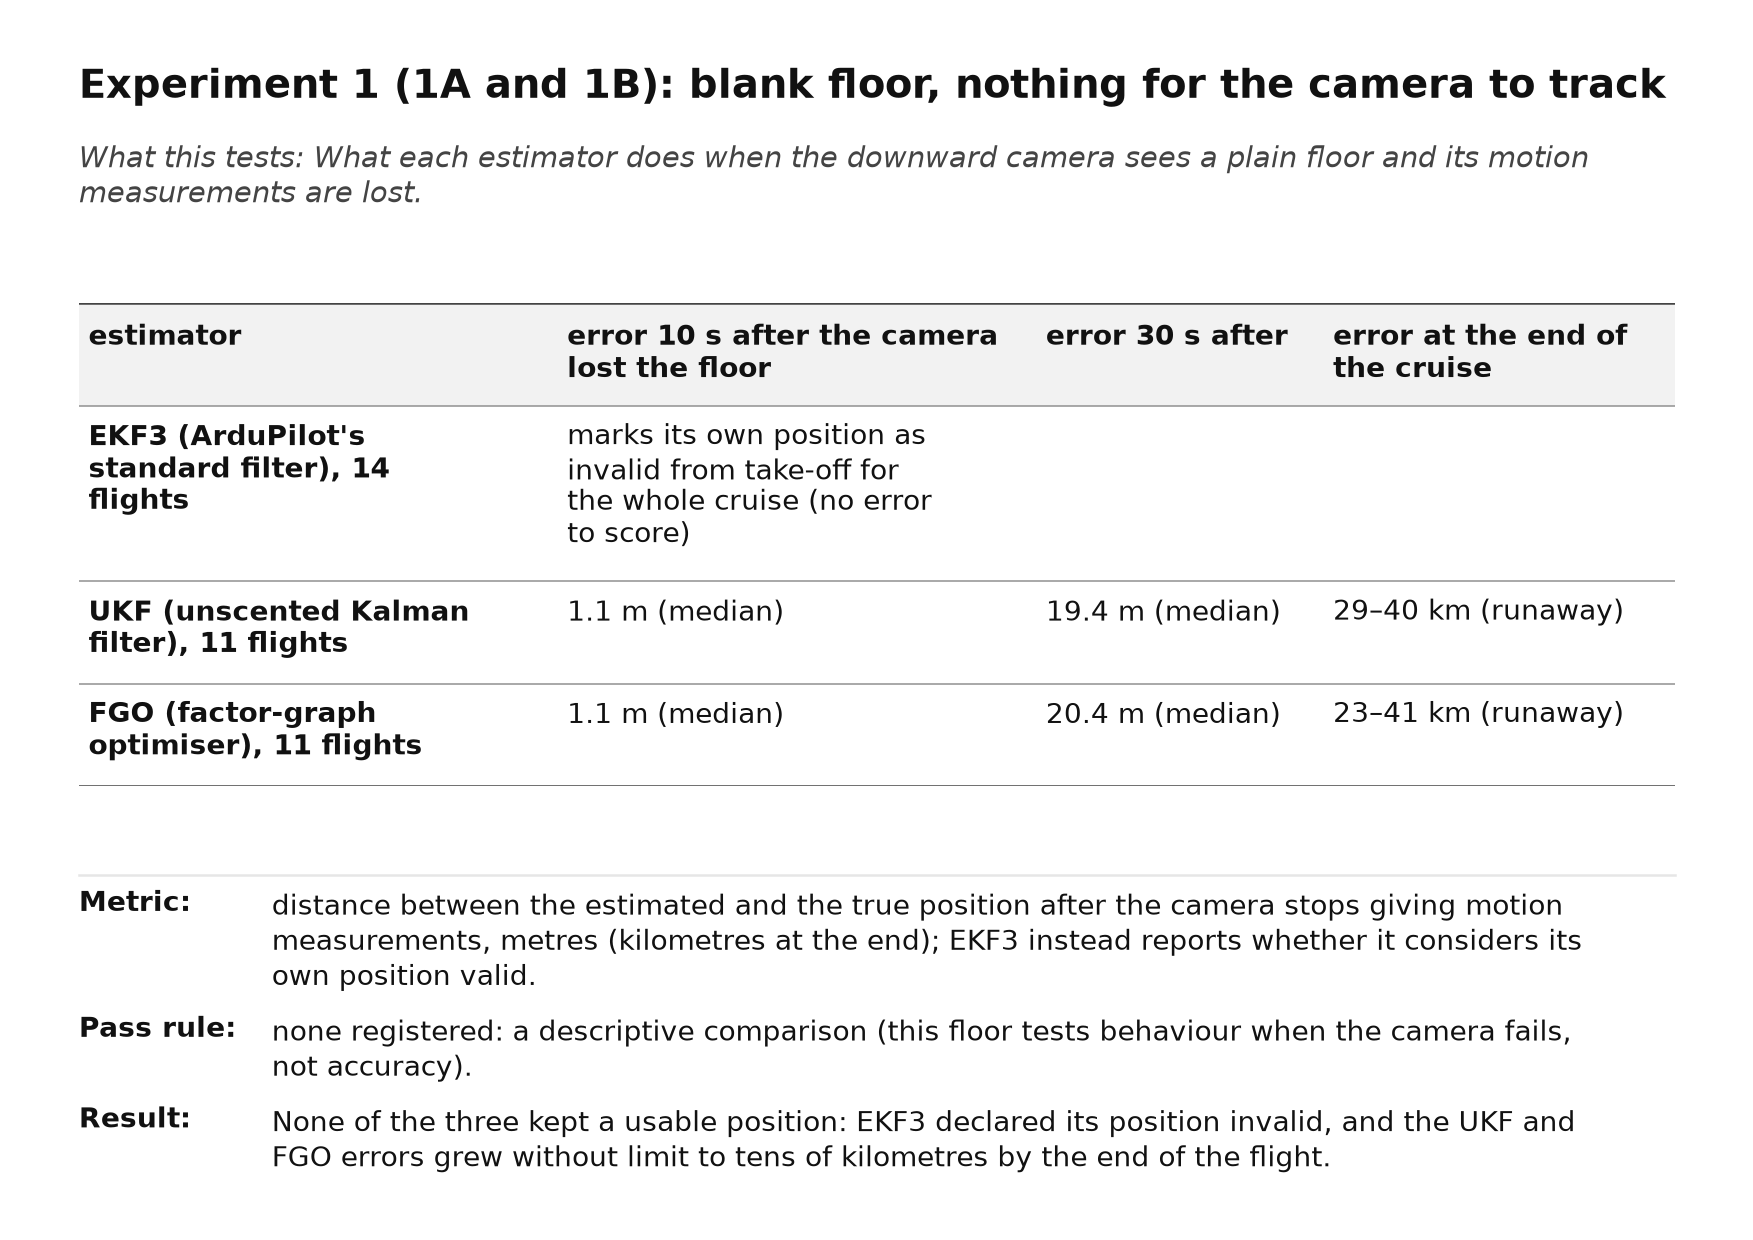 Experiment 1 (1A and 1B): blank floor, nothing for the camera to track
What this tests: What each estimator does when the downward camera sees a plain floor and its motion
measurements are lost.
estimator
error 10 s after the camera
lost the floor
error 30 s after
error at the end of
the cruise
EKF3 (ArduPilot's
standard filter), 14
flights
marks its own position as
invalid from take-off for
the whole cruise (no error
to score)
UKF (unscented Kalman
filter), 11 flights
1.1 m (median)
19.4 m (median)
29–40 km (runaway)
FGO (factor-graph
optimiser), 11 flights
1.1 m (median)
20.4 m (median)
23–41 km (runaway)
Metric:
distance between the estimated and the true position after the camera stops giving motion
measurements, metres (kilometres at the end); EKF3 instead reports whether it considers its
own position valid.
Pass rule:
none registered: a descriptive comparison (this floor tests behaviour when the camera fails,
not accuracy).
Result:
None of the three kept a usable position: EKF3 declared its position invalid, and the UKF and
FGO errors grew without limit to tens of kilometres by the end of the flight.